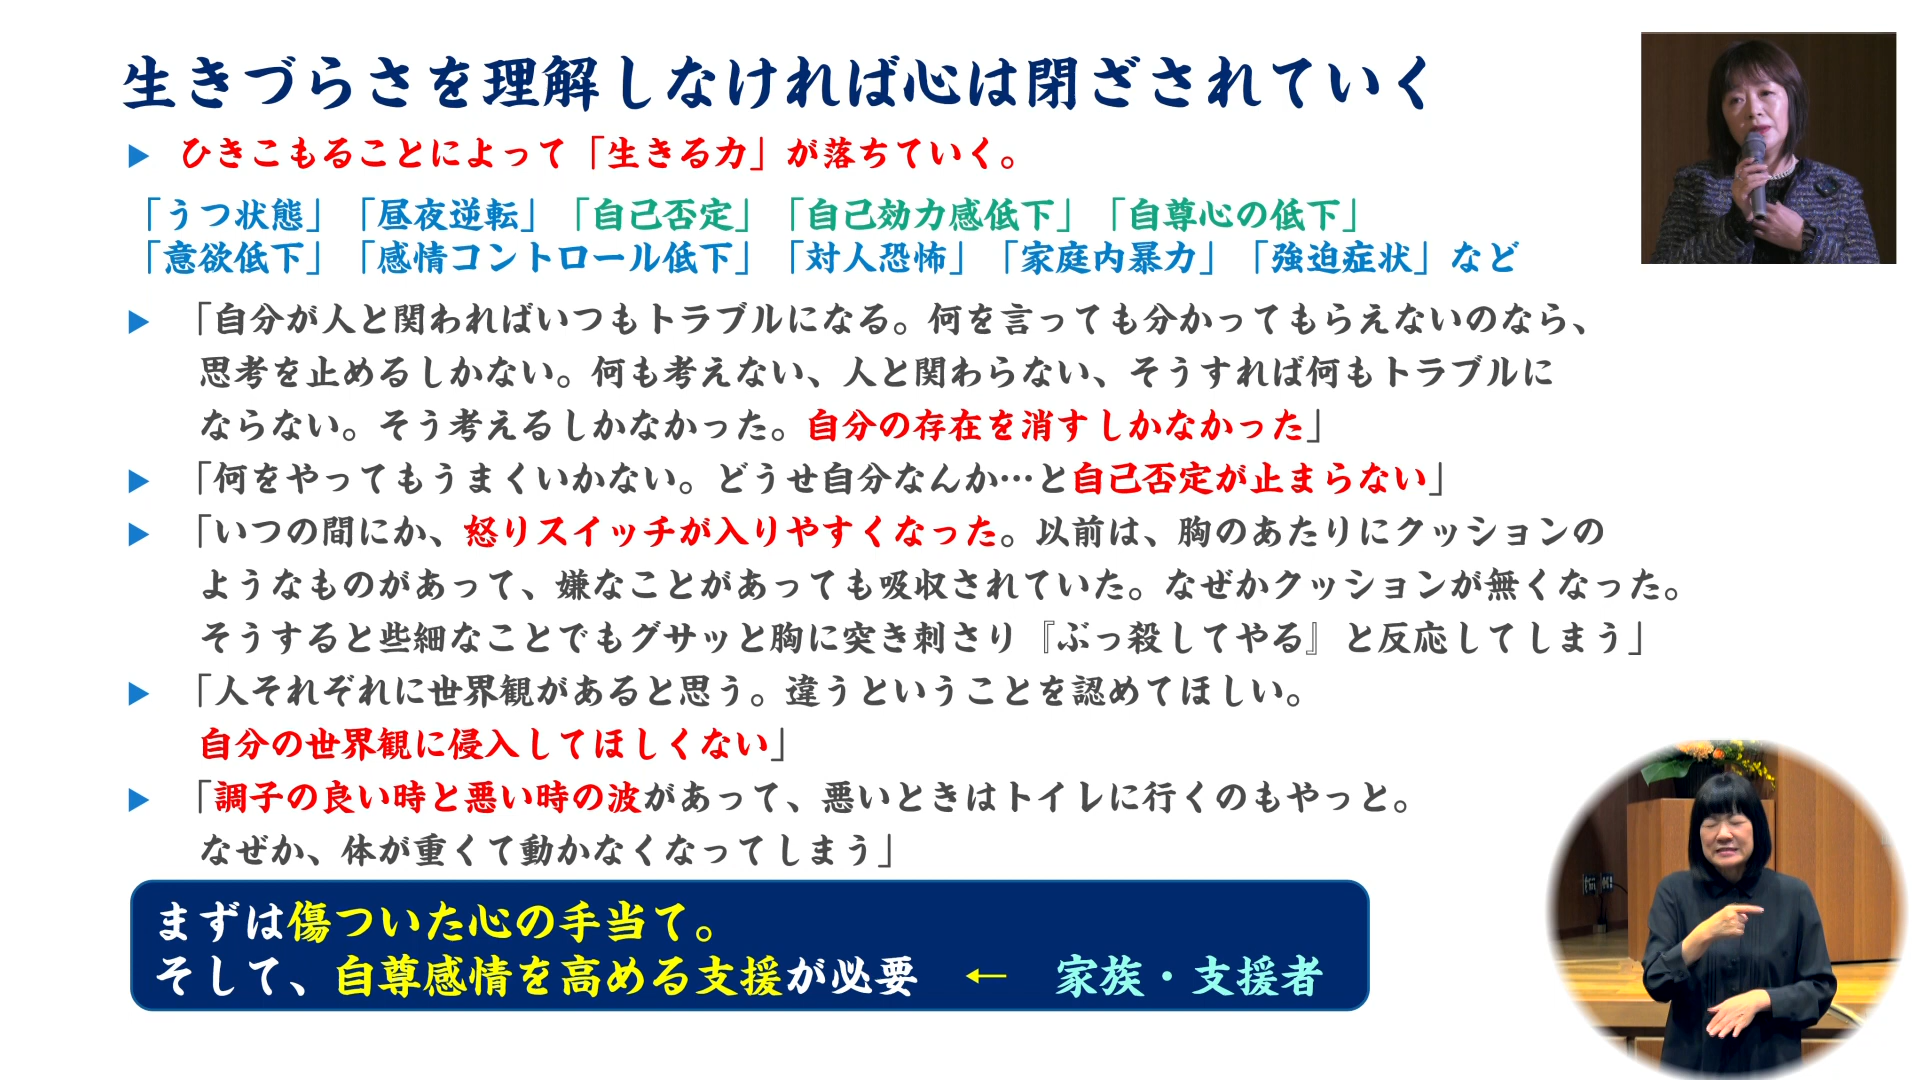 生きづらさを理解しなければ心は閉ざされていく
▶ ひきこもることによって「生きる力」が落ちていく。
「うつ状態」「昼夜逆転」「自己否定」「自己効力感低下」「自尊心の低下」
「意欲低下」「感情コントロール低下」「対人恐怖」「家庭内暴力」「強迫症状」など
▶ 「自分が人と関わればいつもトラブルになる。何を言っても分かってもらえないのなら、
思考を止めるしかない。何も考えない、人と関わらない、そうすれば何もトラブルに
ならない。そう考えるしかなかった。自分の存在を消すしかなかった」
▶ 「何をやってもうまくいかない。どうせ自分なんか…と自己否定が止まらない」
▶ 「いつの間にか、怒りスイッチが入りやすくなった。以前は、胸のあたりにクッションの
ようなものがあって、嫌なことがあっても吸収されていた。なぜかクッションが無くなった。
そうすると些細なことでもグサッと胸に突き刺さり『ぶっ殺してやる』と反応してしまう」
▶ 「人それぞれに世界観があると思う。違うということを認めてほしい。
自分の世界観に侵入してほしくない」
▶ 「調子の良い時と悪い時の波があって、悪いときはトイレに行くのもやっと。
なぜか、体が重くて動かなくなってしまう」
まずは傷ついた心の手当て。
そして、自尊感情を高める支援が必要 ← 家族・支援者